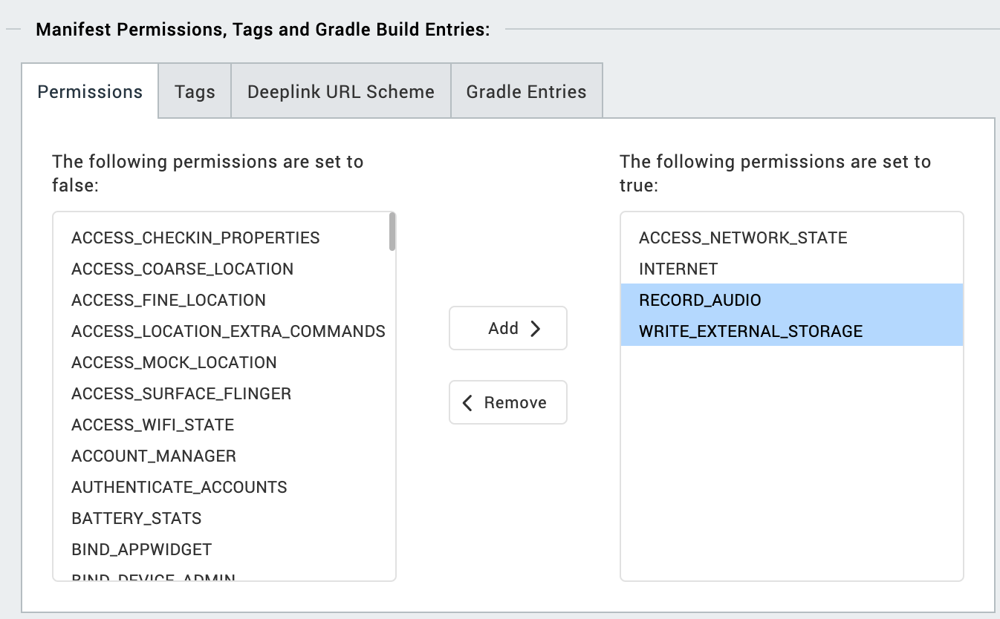 Manifest Permissions, Tags and Gradle Build Entries:
Permissions
Tags
Deeplink URL Scheme
Gradle Entries
The following permissions are set to
false:
ACCESS_CHECKIN_PROPERTIES
ACCESS_COARSE_LOCATION
ACCESS_FINE_LOCATION
ACCESS_LOCATION_EXTRA_COMMANDS
ACCESS_MOCK_LOCATION
ACCESS_SURFACE_FLINGER
ACCESS_WIFI_STATE
ACCOUNT_MANAGER
AUTHENTICATE_ACCOUNTS
BATTERY_STATS
BIND_APPWIDGET
BIND_DEVICE_ADMIN
Add
Remove
The following permissions are set to
true:
ACCESS_NETWORK_STATE
INTERNET
RECORD_AUDIO
WRITE_EXTERNAL_STORAGE